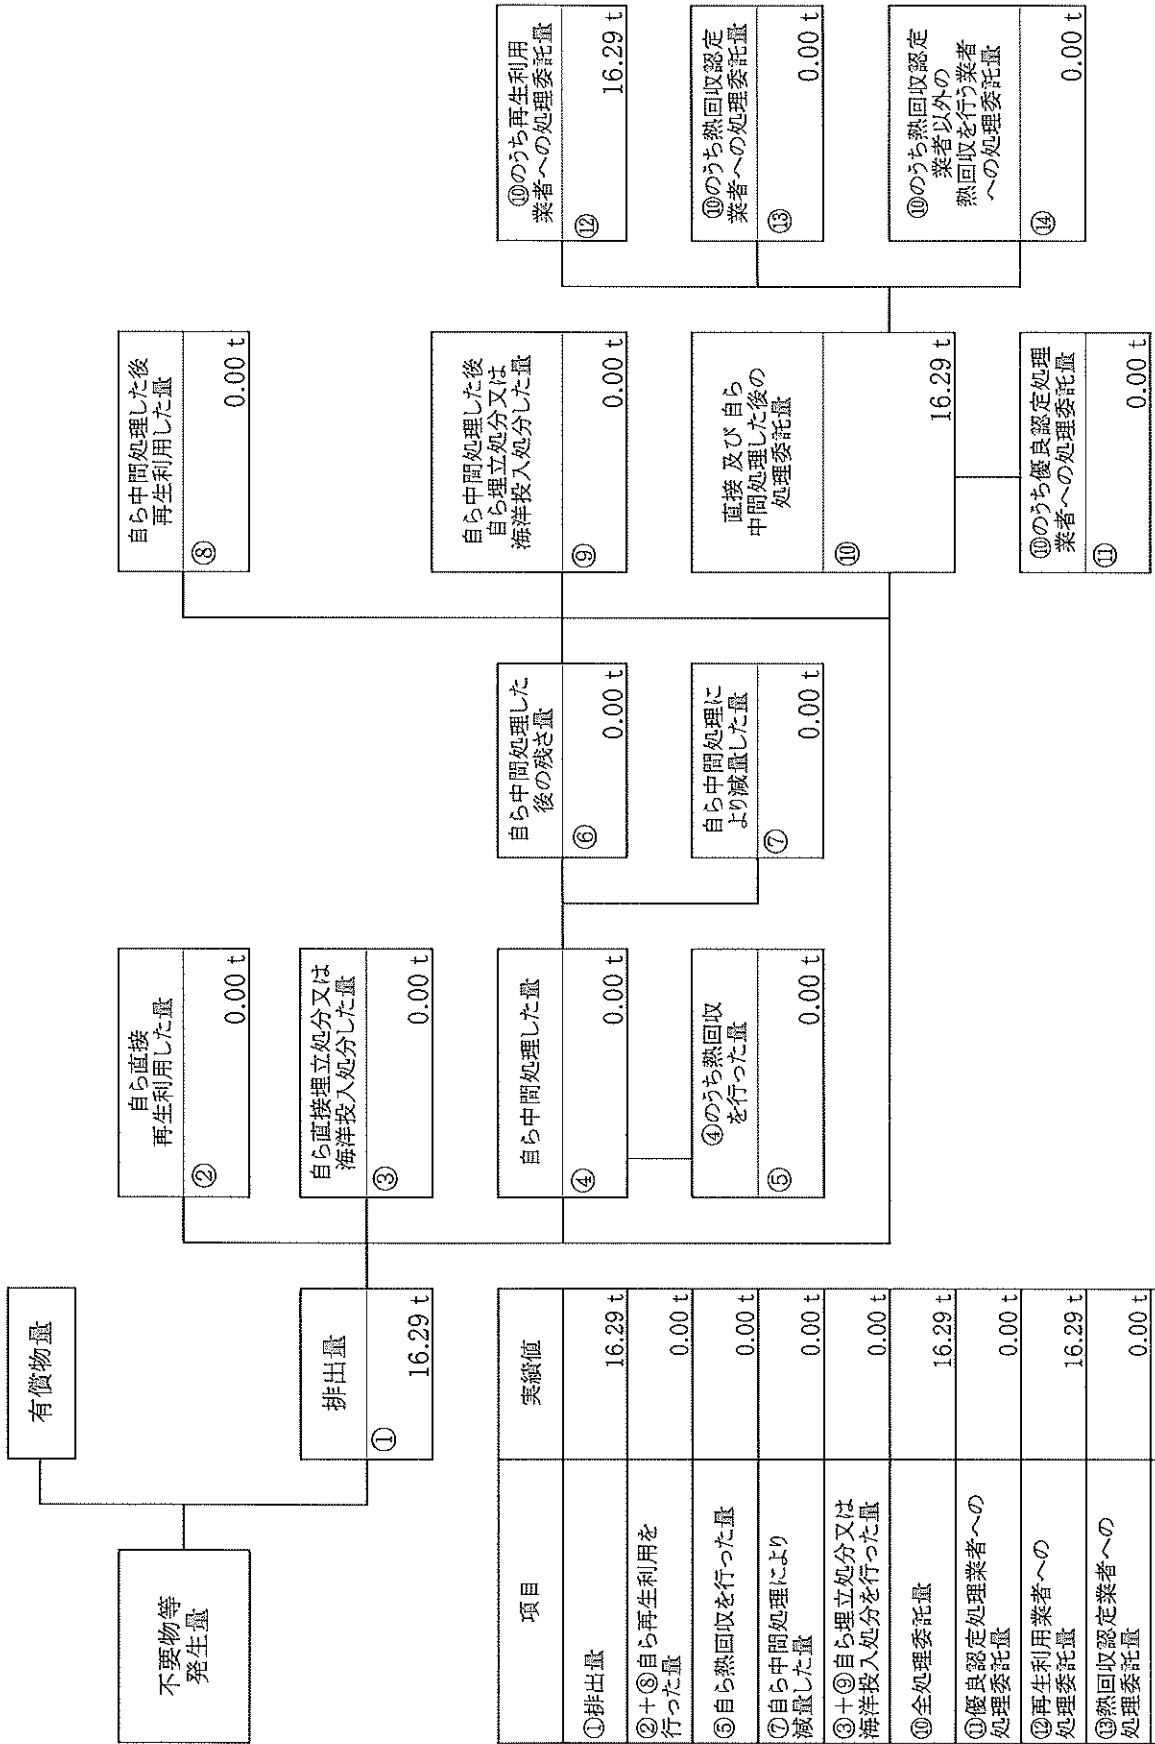 不要物等
発生量
有償物量
排出量
①
16.29 t
自ら直接
再生利用した量
②
0.00 t
自ら直接埋立処分又は
海洋投入処分した量
③
0.00 t
自ら中間処理した量
④
0.00 t
④のうち熱回収
を行った量
⑤
0.00 t
自ら中間処理した
後の残さ量
⑥
0.00 t
自ら中間処理に
より減量した量
⑦
0.00 t
自ら中間処理した後
再生利用した量
⑧
0.00 t
自ら中間処理した後
自ら埋立処分又は
海洋投入処分した量
⑨
0.00 t
直接 及び 自ら
中間処理した後の
処理委託量
⑩
16.29 t
⑩のうち優良認定処理
業者への処理委託量
⑪
0.00 t
⑩のうち再生利用
業者への処理委託量
⑫
16.29 t
⑩のうち熱回収認定
業者への処理委託量
⑬
0.00 t
⑩のうち熱回収認定
業者以外の
熱回収を行う業者
への処理委託量
⑭
0.00 t
項目 実績値
①排出量 16.29 t
②+⑧自ら再生利用を
行った量 0.00 t
⑤自ら熱回収を行った量 0.00 t
⑦自ら中間処理により
減量した量 0.00 t
③+⑨自ら埋立処分又は
海洋投入処分を行った量 0.00 t
⑩全処理委託量 16.29 t
⑪優良認定処理業者への
処理委託量 0.00 t
⑫再生利用業者への
処理委託量 16.29 t
⑬熱回収認定業者への
処理委託量 0.00 t